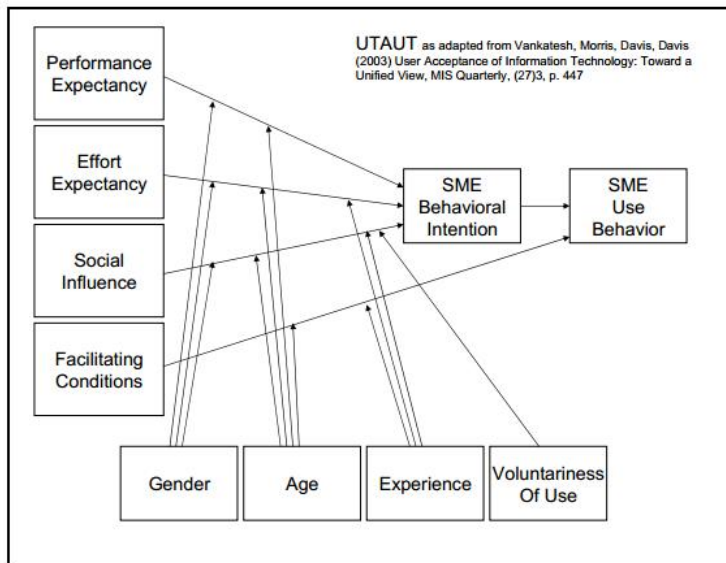 UTAUT as adapted from Vankatesh, Morris, Davis, Davis
(2003) User Acceptance of Information Technology: Toward a
Unified View, MIS Quarterly, (27)3, p. 447
Performance
Expectancy
Effort
Expectancy
Social
Influence
Facilitating
Conditions
SME
Behavioral
Intention
SME
Use
Behavior
Gender
Age
Experience
Voluntariness
Of Use